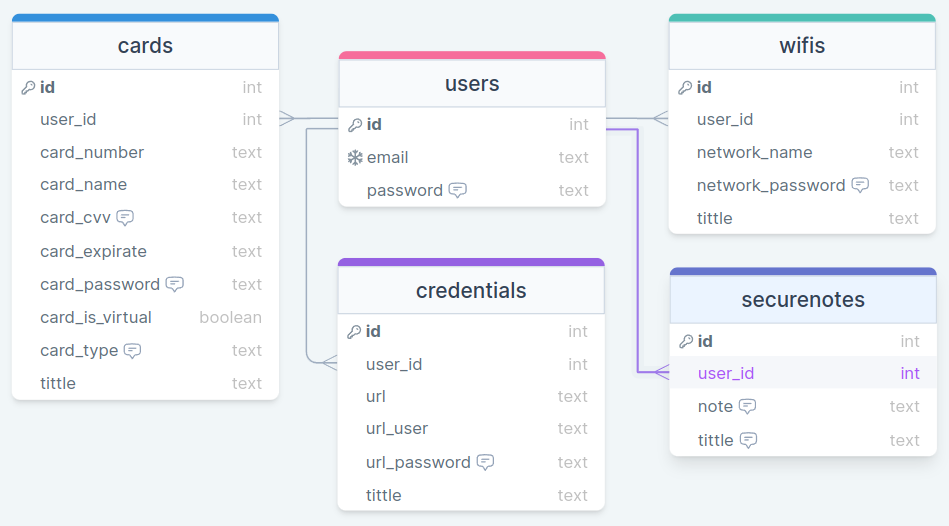 cards
id int
user_id int
card_number text
card_name text
card_cvv text
card_expirate text
card_password text
card_is_virtual boolean
card_type text
tittle text
users
id int
email text
password text
credentials
id int
user_id int
url text
url_user text
url_password text
tittle text
wifis
id int
user_id int
network_name text
network_password text
tittle text
securenotes
id int
user_id int
note text
tittle text